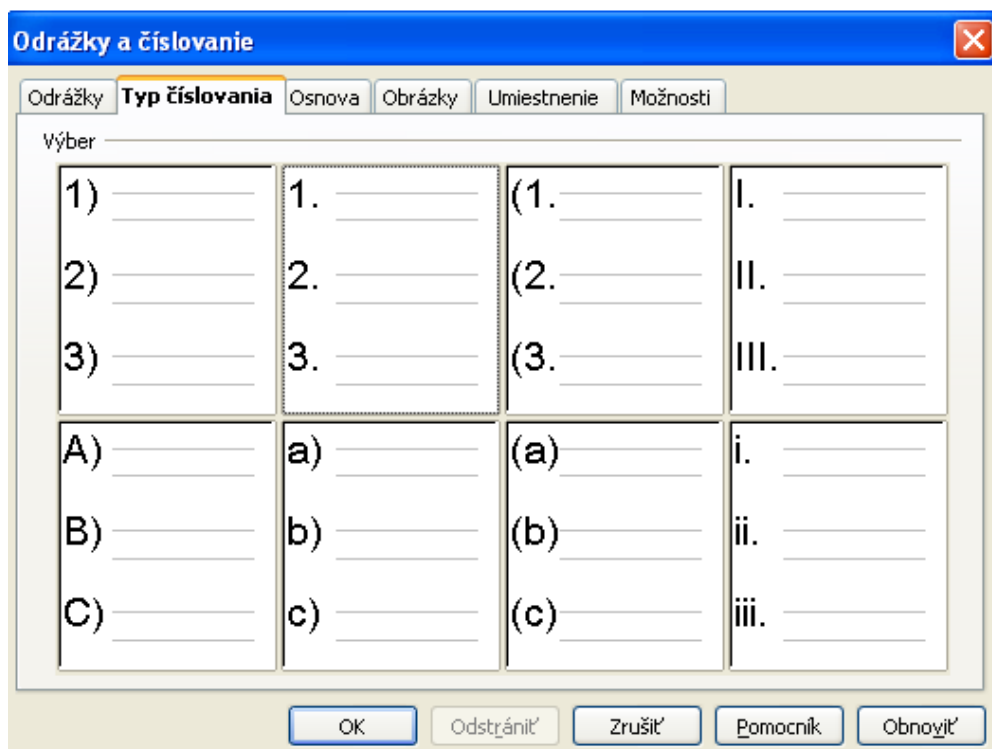 Odrážky a číslovanie
Odrážky Typ číslovania Osnova Obrázky Umiestnenie Možnosti
Výber
1) 1. (1. I.
2) 2. (2. II.
3) 3. (3. III.
A) a) (a) i.
B) b) (b) ii.
C) c) (c) iii.
OK Odstrániť Zrušiť Pomocník Obnoviť